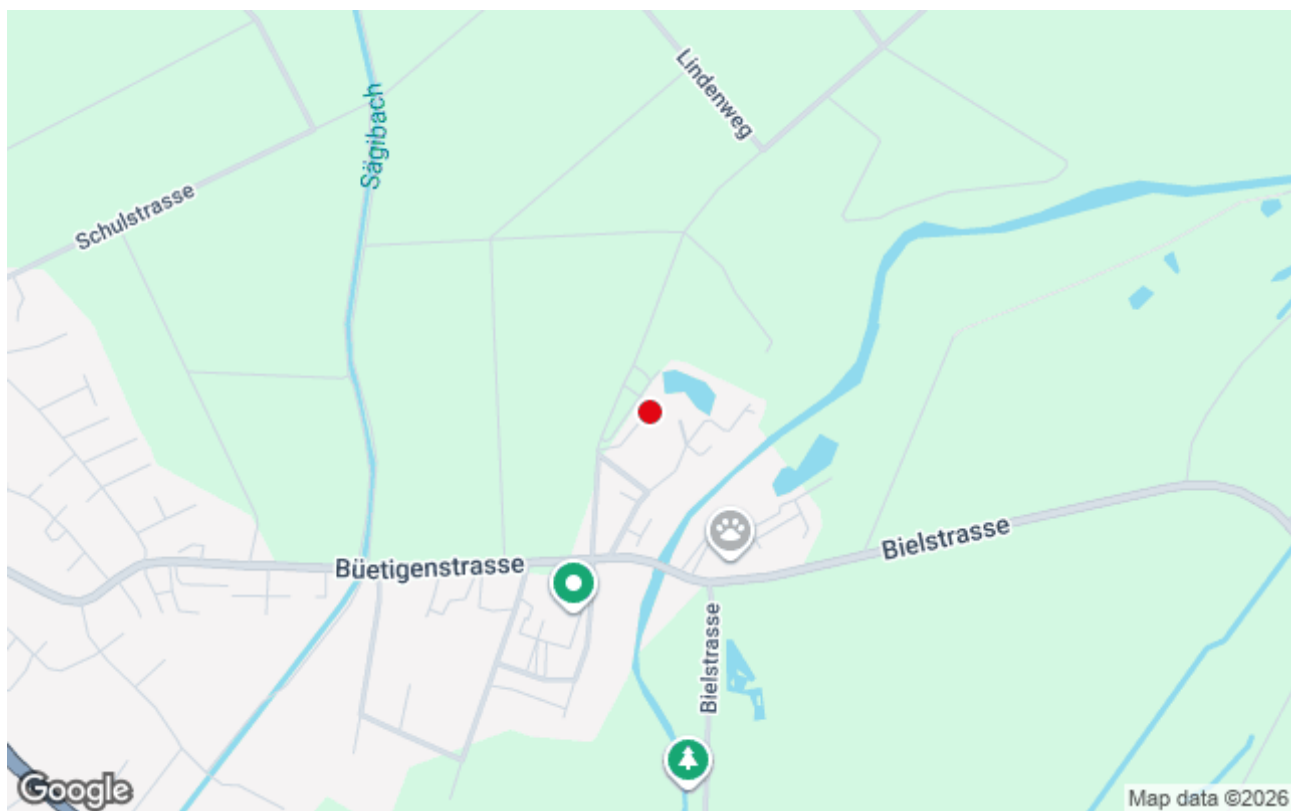 Lindenweg
Sägibach
Schulstrasse
Bielstrasse
Büetigenstrasse
Bielstrasse
Google
Map data ©2026